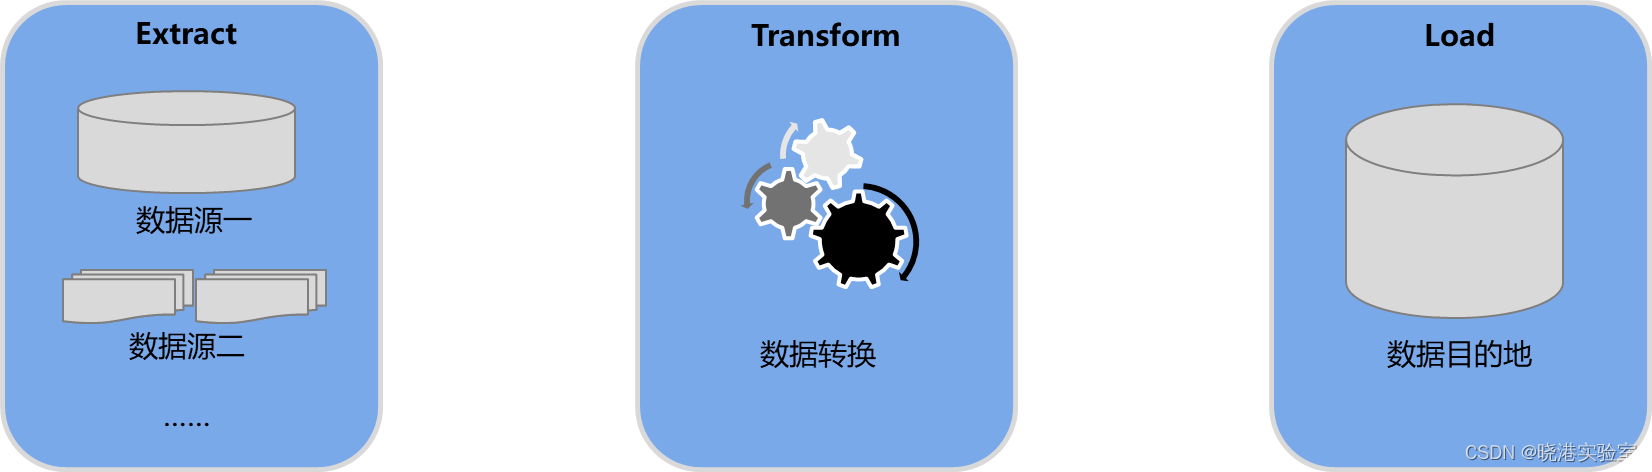 Extract
数据源一
数据源二
……
Transform
数据转换
Load
数据目的地
CSDN @晓港实验室